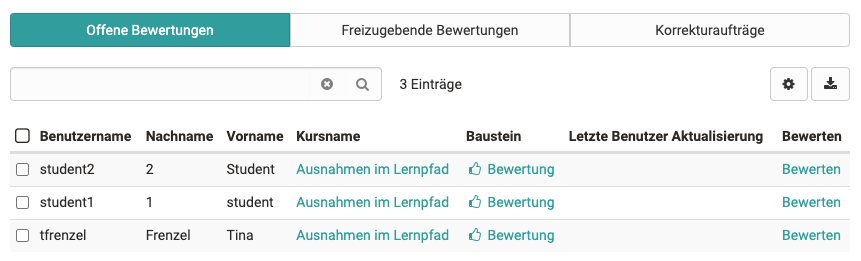 Offene Bewertungen Freizugebende Bewertungen Korrekturaufträge
3 Einträge
Benutzername Nachname Vorname Kursname Baustein Letzte Benutzer Aktualisierung Bewerten
student2 2 Student Ausnahmen im Lernpfad Bewertung Bewerten
student1 1 student Ausnahmen im Lernpfad Bewertung Bewerten
tfrenzel Frenzel Tina Ausnahmen im Lernpfad Bewertung Bewerten